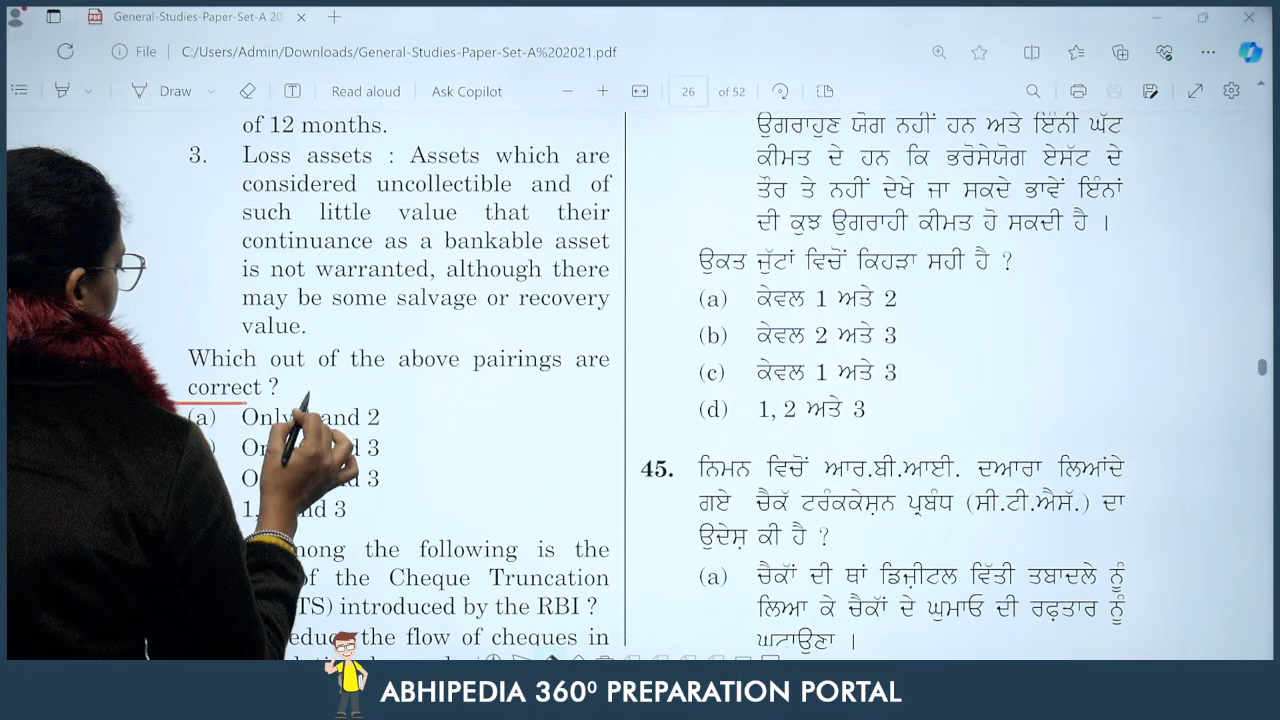 General-Studies-Paper-Set-A 20
File
C:/Users/Admin/Downloads/General-Studies-Paper-Set-A%202021.pdf
Draw
Read aloud
Ask Copilot
26
of 52
of 12 months.
3. Loss assets : Assets which are
considered uncollectible and of
such little value that their
continuance as a bankable asset
is not warranted, although there
may be some salvage or recovery
value.
Which out of the above pairings are
correct ?
(a) Only and 2
3
3
1, nd 3
mong the following is the
of the Cheque Truncation
TS) introduced by the RBI ?
educe the flow of cheques in
ਉਗਰਾਹੁਣ ਯੋਗ ਨਹੀਂ ਹਨ ਅਤੇ ਇੰਨੀ ਘੱਟ
ਕੀਮਤ ਦੇ ਹਨ ਕਿ ਭਰੋਸੇਯੋਗ ਏਸੱਟ ਦੇ
ਤੌਰ ਤੇ ਨਹੀਂ ਦੇਖੇ ਜਾ ਸਕਦੇ ਭਾਵੇਂ ਇੰਨਾਂ
ਦੀ ਕੁਝ ਉਗਰਾਹੀ ਕੀਮਤ ਹੋ ਸਕਦੀ ਹੈ ।
ਉਕਤ ਜੁੱਟਾਂ ਵਿਚੋਂ ਕਿਹੜਾ ਸਹੀ ਹੈ ?
(a) ਕੇਵਲ 1 ਅਤੇ 2
(b) ਕੇਵਲ 2 ਅਤੇ 3
(c) ਕੇਵਲ 1 ਅਤੇ 3
(d) 1, 2 ਅਤੇ 3
45. ਨਿਮਨ ਵਿਚੋਂ ਆਰ.ਬੀ.ਆਈ. ਦਆਰਾ ਲਿਆਂਦੇ
ਗਏ ਚੈਕੱ ਟਰੰਕਕੇਸ਼ਨ ਪ੍ਰਬੰਧ (ਸੀ.ਟੀ.ਐਸੱ.) ਦਾ
ਉਦੇਸ਼ ਕੀ ਹੈ ?
(a) ਚੈਕੱਾਂ ਦੀ ਥਾਂ ਡਿਜ਼ੀਟਲ ਵਿੱਤੀ ਤਬਾਦਲੇ ਨੂੰ
ਲਿਆ ਕੇ ਚੈਕੱਾਂ ਦੇ ਘੁਮਾਓ ਦੀ ਰਫ਼ਤਾਰ ਨੂੰ
ਘਟਾਉਣਾ ।
ABHIPEDIA 360⁰ PREPARATION PORTAL